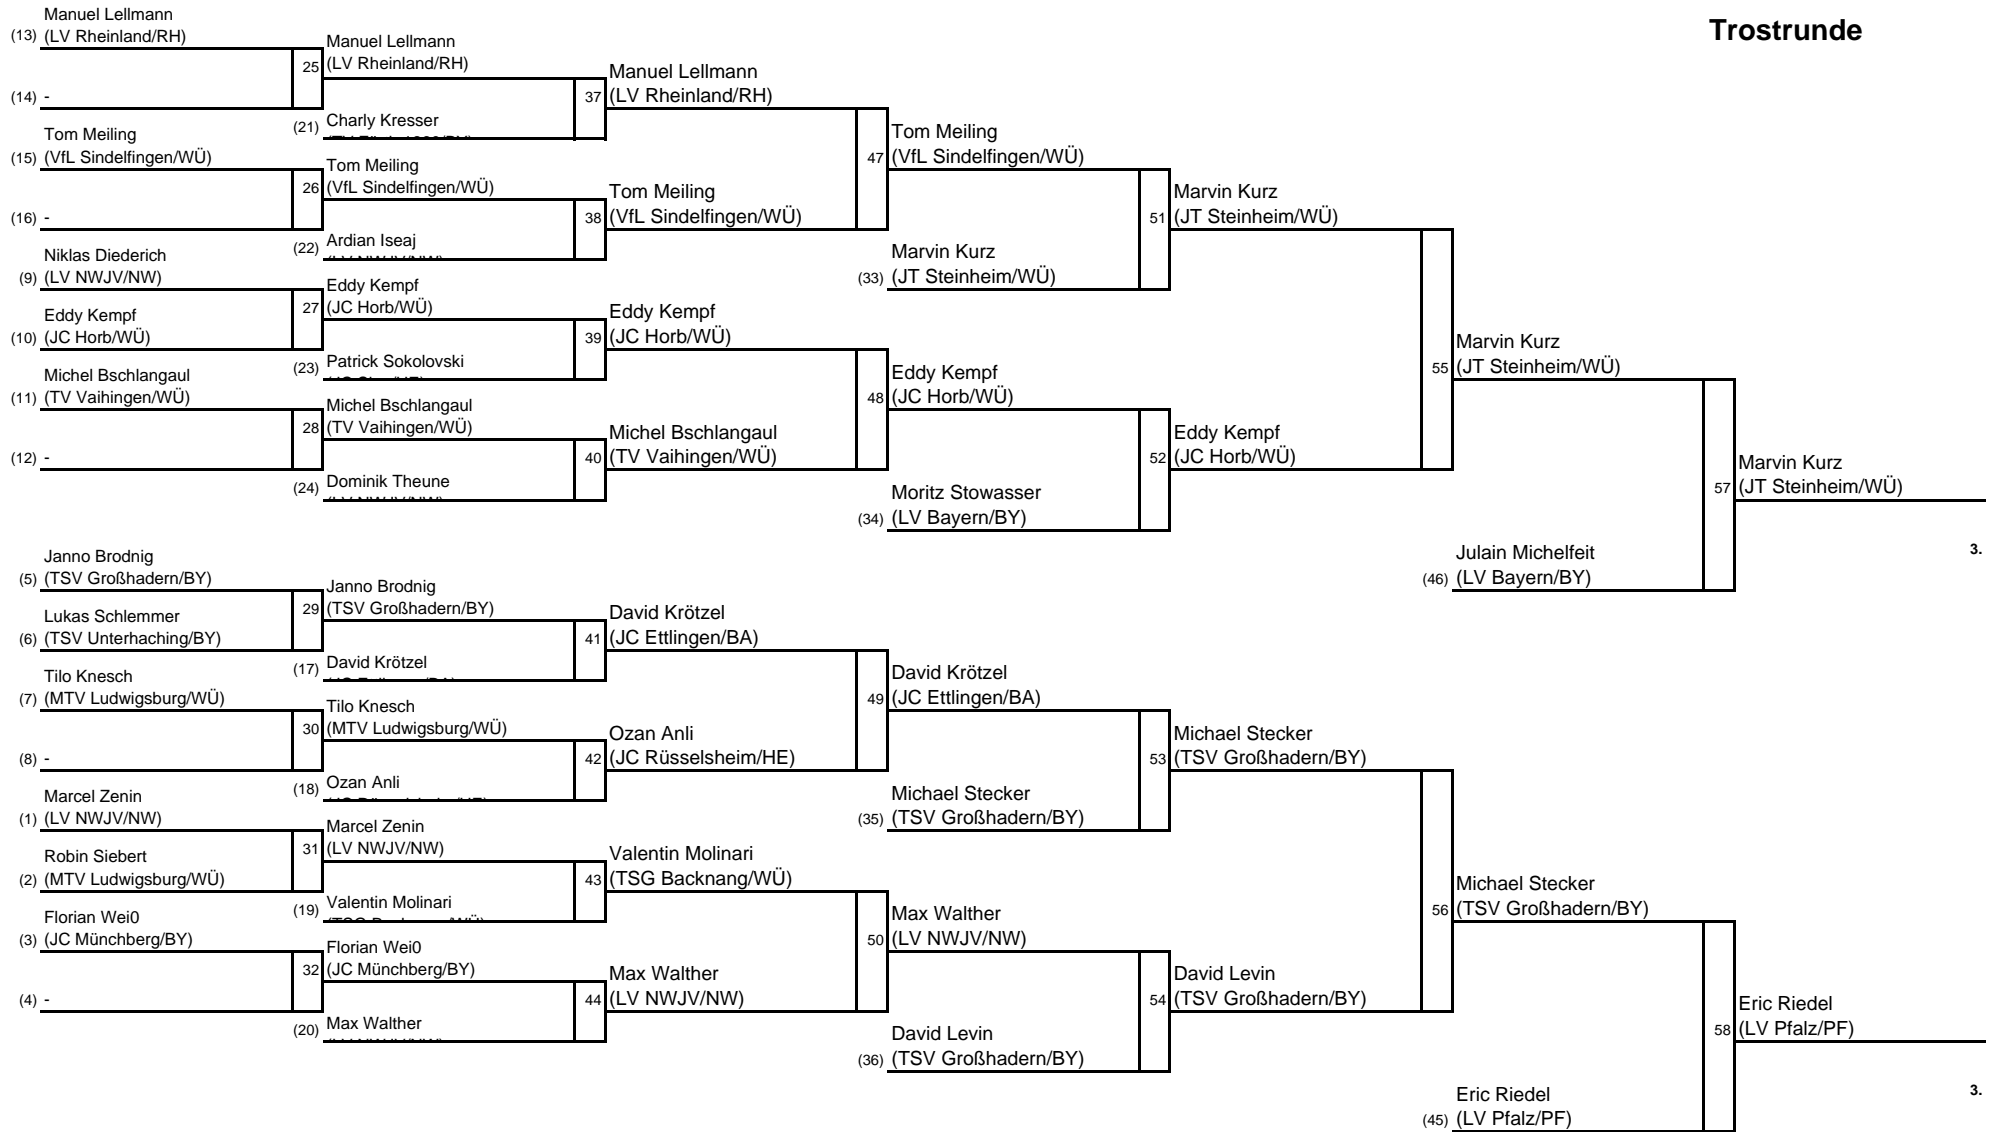 Trostrunde
Manuel Lellmann
(13) (LV Rheinland/RH)
(14) -
Tom Meiling
(15) (VfL Sindelfingen/WÜ)
(16) -
Niklas Diederich
(9) (LV NWJV/NW)
Eddy Kempf
(10) (JC Horb/WÜ)
Michel Bschlangaul
(11) (TV Vaihingen/WÜ)
(12) -
Janno Brodnig
(5) (TSV Großhadern/BY)
Lukas Schlemmer
(6) (TSV Unterhaching/BY)
Tilo Knesch
(7) (MTV Ludwigsburg/WÜ)
(8) -
Marcel Zenin
(1) (LV NWJV/NW)
Robin Siebert
(2) (MTV Ludwigsburg/WÜ)
Florian Wei0
(3) (JC Münchberg/BY)
(4) -
Manuel Lellmann
25 (LV Rheinland/RH)
(21) Charly Kresser
Tom Meiling
26 (VfL Sindelfingen/WÜ)
(22) Ardian Iseaj
Eddy Kempf
27 (JC Horb/WÜ)
(23) Patrick Sokolovski
Michel Bschlangaul
28 (TV Vaihingen/WÜ)
(24) Dominik Theune
Janno Brodnig
29 (TSV Großhadern/BY)
(17) David Krötzel
Tilo Knesch
30 (MTV Ludwigsburg/WÜ)
(18) Ozan Anli
Marcel Zenin
31 (LV NWJV/NW)
(19) Valentin Molinari
Florian Wei0
32 (JC Münchberg/BY)
(20) Max Walther
Manuel Lellmann
37 (LV Rheinland/RH)
Tom Meiling
38 (VfL Sindelfingen/WÜ)
Eddy Kempf
39 (JC Horb/WÜ)
Michel Bschlangaul
40 (TV Vaihingen/WÜ)
David Krötzel
41 (JC Ettlingen/BA)
Ozan Anli
42 (JC Rüsselsheim/HE)
Valentin Molinari
43 (TSG Backnang/WÜ)
Max Walther
44 (LV NWJV/NW)
Tom Meiling
47 (VfL Sindelfingen/WÜ)
Marvin Kurz
(33) (JT Steinheim/WÜ)
Eddy Kempf
48 (JC Horb/WÜ)
Moritz Stowasser
(34) (LV Bayern/BY)
David Krötzel
49 (JC Ettlingen/BA)
Michael Stecker
(35) (TSV Großhadern/BY)
Max Walther
50 (LV NWJV/NW)
David Levin
(36) (TSV Großhadern/BY)
Marvin Kurz
51 (JT Steinheim/WÜ)
Eddy Kempf
52 (JC Horb/WÜ)
Michael Stecker
53 (TSV Großhadern/BY)
David Levin
54 (TSV Großhadern/BY)
Marvin Kurz
55 (JT Steinheim/WÜ)
Julain Michelfeit
(46) (LV Bayern/BY)
Michael Stecker
56 (TSV Großhadern/BY)
Eric Riedel
(45) (LV Pfalz/PF)
Marvin Kurz
57 (JT Steinheim/WÜ)
3.
Eric Riedel
58 (LV Pfalz/PF)
3.